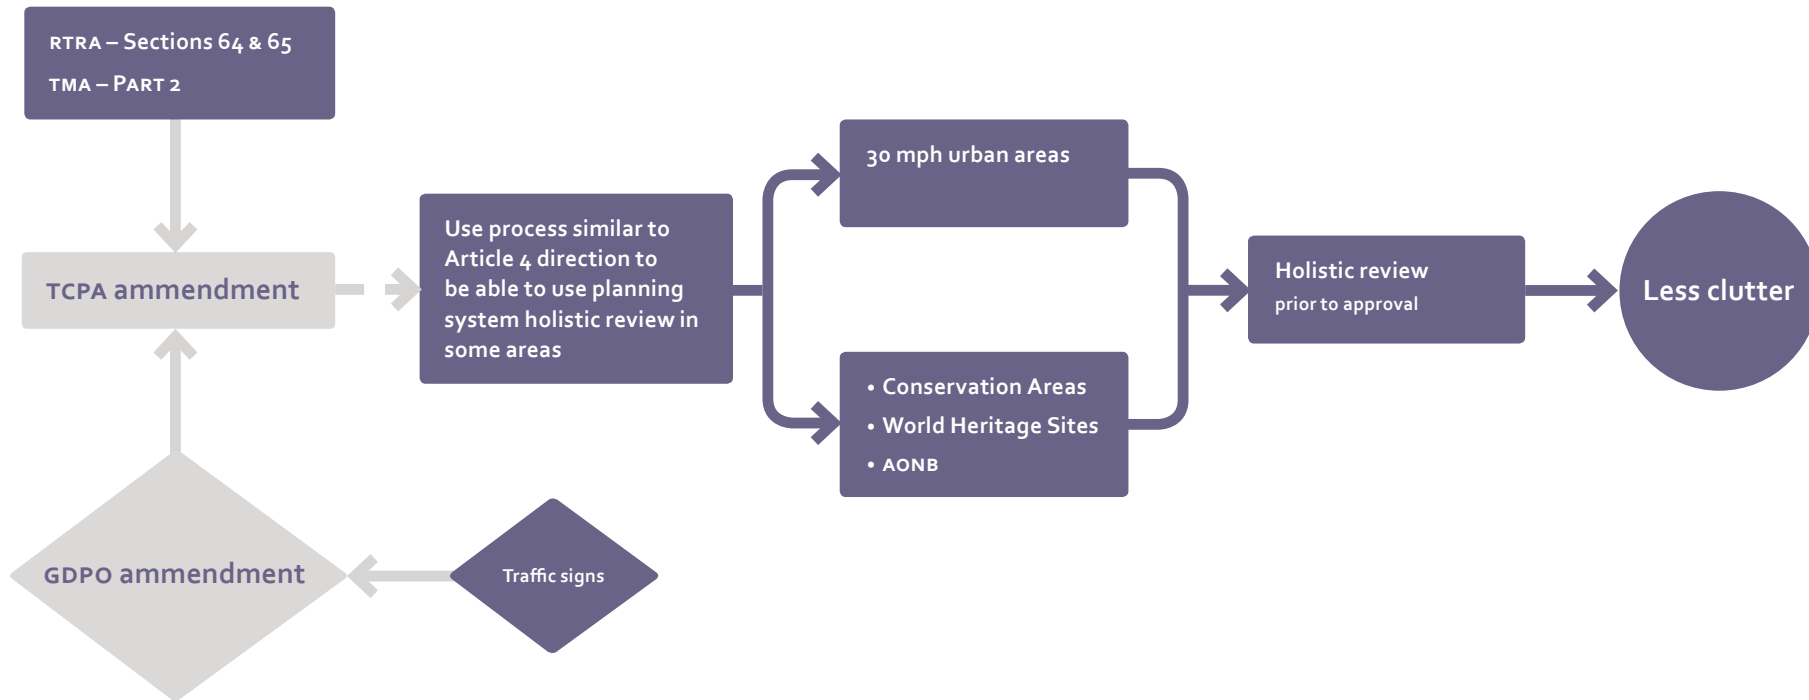 RTRA – Sections 64 & 65
TMA – PART 2
TCPA ammendment
GDPO ammendment
Traffic signs
Use process similar to
Article 4 direction to
be able to use planning
system holistic review in
some areas
30 mph urban areas
• Conservation Areas
• World Heritage Sites
• AONB
Holistic review
prior to approval
Less clutter